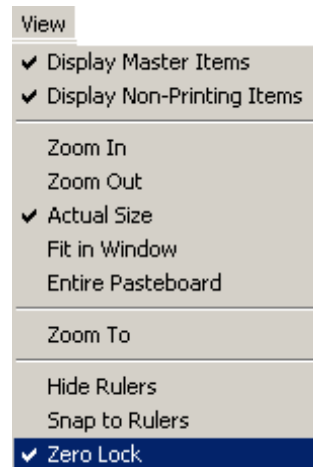 View
Display Master Items
Display Non-Printing Items
Zoom In
Zoom Out
Actual Size
Fit in Window
Entire Pasteboard
Zoom To
Hide Rulers
Snap to Rulers
Zero Lock